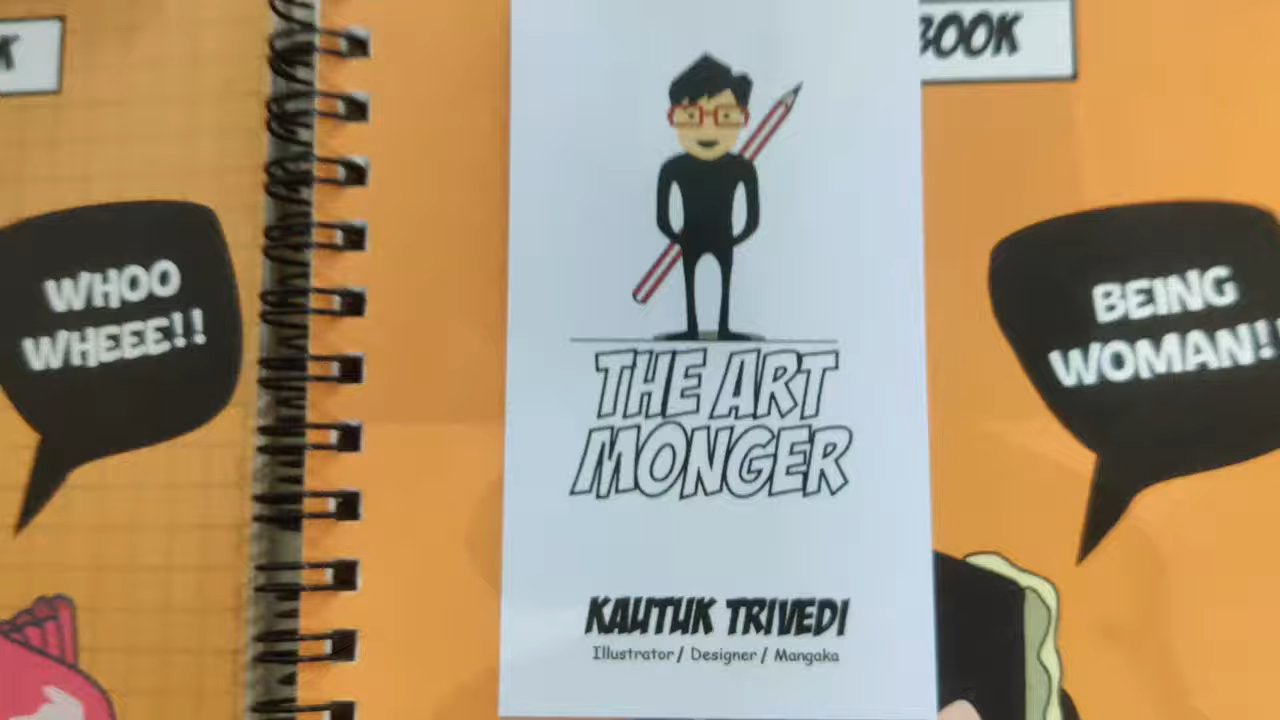 K
WHOO
WHEEE!!
THE ART
MONGER
KAUTUK TRIVEDI
Illustrator / Designer / Mangaka
BOOK
BEING
WOMAN!